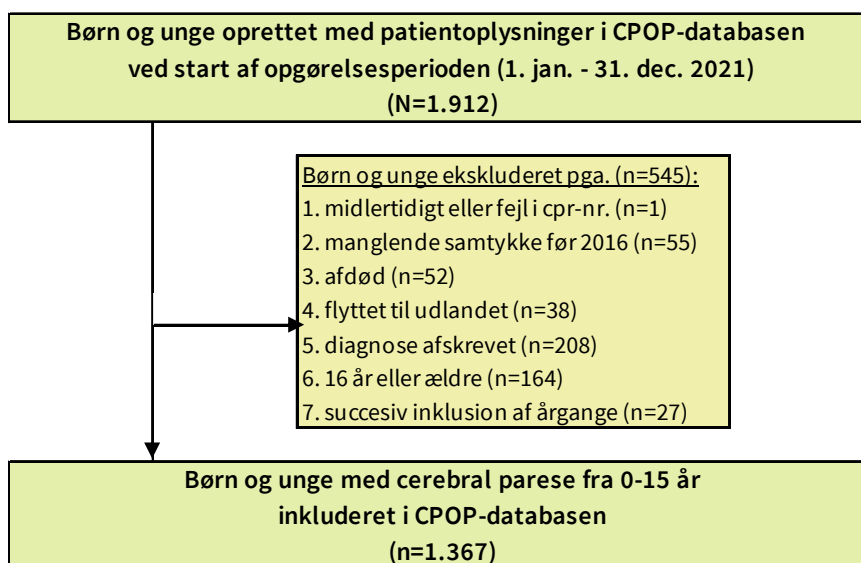 Børn og unge oprettet med patientoplysninger i CPOP-databasen
ved start af opgørelsesperioden (1. jan. - 31. dec. 2021)
(N=1.912)
Børn og unge ekskluderet pga. (n=545):
1. midlertidigt eller fejl i cpr-nr. (n=1)
2. manglende samtykke før 2016 (n=55)
3. afdød (n=52)
4. flyttet til udlandet (n=38)
5. diagnose afskrevet (n=208)
6. 16 år eller ældre (n=164)
7. succesiv inklusion af årgange (n=27)
Børn og unge med cerebral parese fra 0-15 år
inkluderet i CPOP-databasen
(n=1.367)